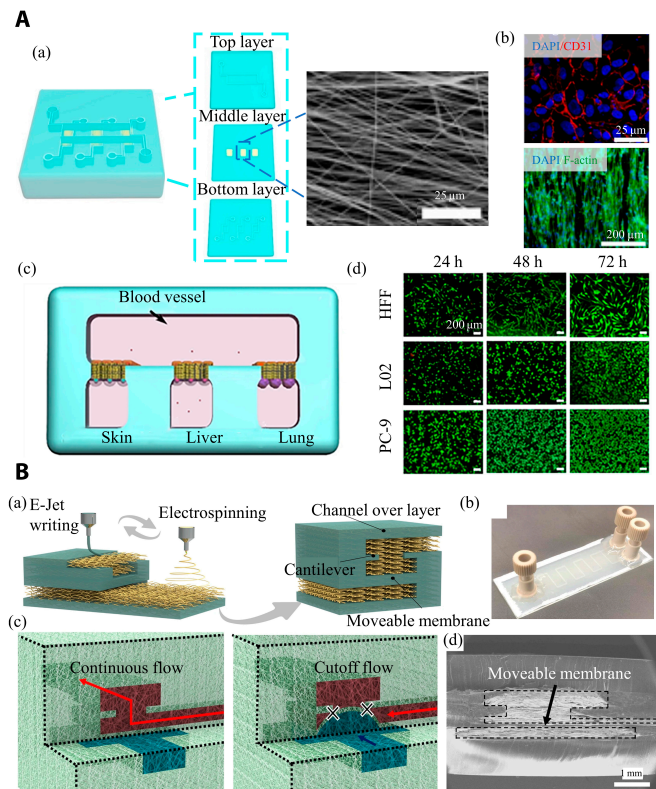 A
(a)
Top layer
Middle layer
Bottom layer
25 μm
(b)
DAPI/CD31
25 μm
DAPI F-actin
200 μm
(c)
Blood vessel
Skin Liver Lung
(d)
24 h 48 h 72 h
HFF
200 μm
L02
PC-9
B
(a)
E-Jet
writing
Electrospinning
Channel over layer
Cantilever
Moveable membrane
(b)
(c)
Continuous flow
Cutoff flow
(d)
Moveable membrane
1 mm